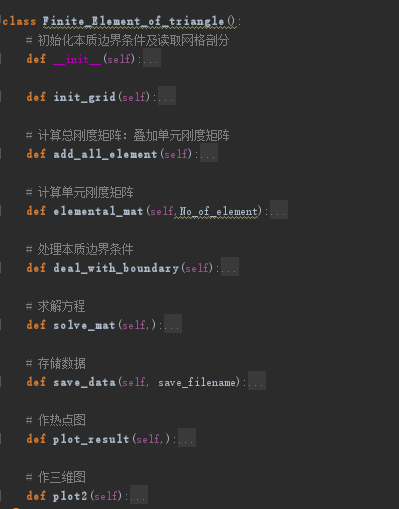 class Finite_Element_of_triangle():
# 初始化本质边界条件及读取网格剖分
def __init__(self):...
def init_grid(self):...
# 计算总刚度矩阵：叠加单元刚度矩阵
def add_all_element(self):...
# 计算单元刚度矩阵
def elemental_mat(self,No_of_element):...
# 处理本质边界条件
def deal_with_boundary(self):...
# 求解方程
def solve_mat(self,):...
# 存储数据
def save_data(self, save_filename):...
# 作热点图
def plot_result(self,):...
# 作三维图
def plot2(self):...